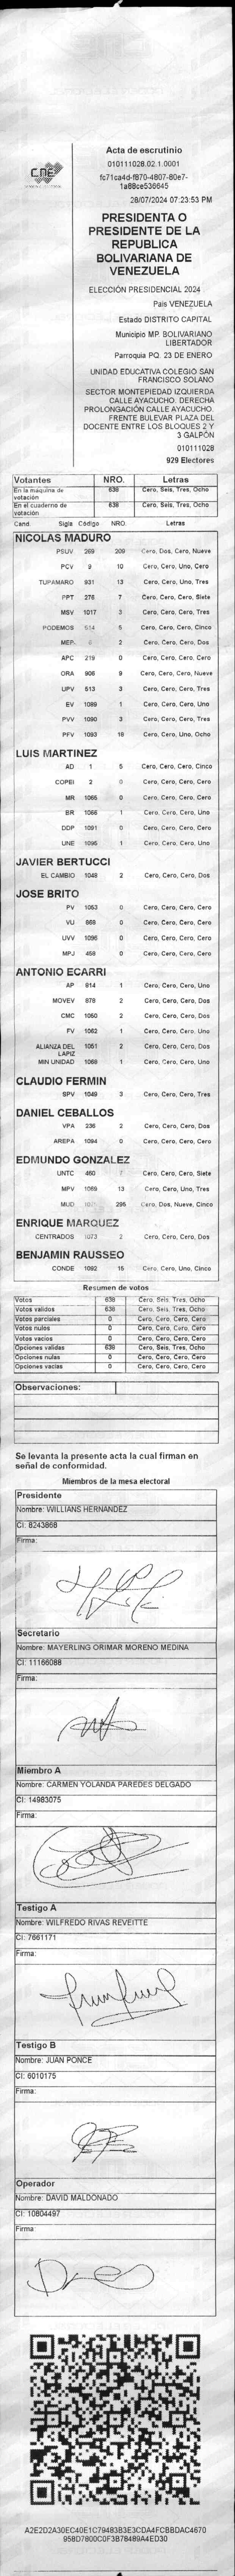 CNE
Acta de escrutinio
010111028.02.1.0001
fc71ca4d-f870-4807-80e7-
1a88ce536645
28/07/2024 07:23:53 PM
PRESIDENTA O
PRESIDENTE DE LA
REPUBLICA
BOLIVARIANA DE
VENEZUELA
ELECCIÓN PRESIDENCIAL 2024
País VENEZUELA
Estado DISTRITO CAPITAL
Municipio MP. BOLIVARIANO
LIBERTADOR
Parroquia PQ. 23 DE ENERO
UNIDAD EDUCATIVA COLEGIO SAN
FRANCISCO SOLANO
SECTOR MONTEPIEDAD IZQUIERDA
CALLE AYACUCHO. DERECHA
PROLONGACIÓN CALLE AYACUCHO.
FRENTE BULEVAR PLAZA DEL
DOCENTE ENTRE LOS BLOQUES 2 Y
3 GALPÓN
010111028
929 Electores
Votantes NRO. Letras
En la máquina de votación 638 Cero, Seis, Tres, Ocho
En el cuaderno de votación 638 Cero, Seis, Tres, Ocho
Cand. Sigla Código NRO. Letras
NICOLAS MADURO
PSUV 269 209 Cero, Dos, Cero, Nueve
PCV 9 10 Cero, Cero, Uno, Cero
TUPAMARO 931 13 Cero, Cero, Uno, Tres
PPT 276 7 Cero, Cero, Cero, Siete
MSV 1017 3 Cero, Cero, Cero, Tres
PODEMOS 514 5 Cero, Cero, Cero, Cinco
MEP. 2 Cero, Cero, Cero, Dos
APC 219 0 Cero, Cero, Cero, Cero
ORA 906 9 Cero, Cero, Cero, Nueve
UPV 513 3 Cero, Cero, Cero, Tres
EV 1089 1 Cero, Cero, Cero, Uno
PVV 1090 3 Cero, Cero, Cero, Tres
PFV 1093 18 Cero, Cero, Uno, Ocho
LUIS MARTINEZ
AD 1 5 Cero, Cero, Cero, Cinco
COPEI 2 0 Cero, Cero, Cero, Cero
MR 1065 0 Cero, Cero, Cero, Cero
BR 1066 1 Cero, Cero, Cero, Uno
DDP 1091 0 Cero, Cero, Cero, Cero
UNE 1095 1 Cero, Cero, Cero, Uno
JAVIER BERTUCCI
EL CAMBIO 1048 2 Cero, Cero, Cero, Dos
JOSE BRITO
PV 1053 0 Cero, Cero, Cero, Cero
VU 868 0 Cero, Cero, Cero, Cero
UVV 1096 0 Cero, Cero, Cero, Cero
MPJ 458 0 Cero, Cero, Cero, Cero
ANTONIO ECARRI
AP 914 1 Cero, Cero, Cero, Uno
MOVEV 878 2 Cero, Cero, Cero, Dos
CMC 1050 2 Cero, Cero, Cero, Dos
FV 1062 1 Cero, Cero, Cero, Uno
ALIANZA DEL LAPIZ 1051 2 Cero, Cero, Cero, Dos
MIN UNIDAD 1068 1 Cero, Cero, Cero, Uno
CLAUDIO FERMIN
SPV 1049 3 Cero, Cero, Cero, Tres
DANIEL CEBALLOS
VPA 236 2 Cero, Cero, Cero, Dos
AREPA 1094 0 Cero, Cero, Cero, Cero
EDMUNDO GONZALEZ
UNTC 460 7 Cero, Cero, Cero, Siete
MPV 1069 13 Cero, Cero, Uno, Tres
MUD 295 Cero, Dos, Nueve, Cinco
ENRIQUE MARQUEZ
CENTRADOS 1073 2 Cero, Cero, Cero, Dos
BENJAMIN RAUSSEO
CONDE 1092 15 Cero, Cero, Uno, Cinco
Resumen de votos
Votos 638 Cero, Seis, Tres, Ocho
Votos validos 638 Cero, Seis, Tres, Ocho
Votos parciales 0 Cero, Cero, Cero, Cero
Votos nulos 0 Cero, Cero, Cero, Cero
Votos vacios 0 Cero, Cero, Cero, Cero
Opciones validas 638 Cero, Seis, Tres, Ocho
Opciones nulas 0 Cero, Cero, Cero, Cero
Opciones vacias 0 Cero, Cero, Cero, Cero
Observaciones:
Se levanta la presente acta la cual firman en
señal de conformidad.
Miembros de la mesa electoral
Presidente
Nombre: WILLIANS HERNANDEZ
CI: 8243868
Firma:
Secretario
Nombre: MAYERLING ORIMAR MORENO MEDINA
CI: 11166088
Firma:
Miembro A
Nombre: CARMEN YOLANDA PAREDES DELGADO
CI: 14983075
Firma:
Testigo A
Nombre: WILFREDO RIVAS REVEITTE
CI: 7661171
Firma:
Testigo B
Nombre: JUAN PONCE
CI: 6010175
Firma:
Operador
Nombre: DAVID MALDONADO
CI: 10804497
Firma:
A2E2D2A30EC40E1C79483B3E3CDA4FCBBDAC4670
958D7800C0F3B78489A4ED30